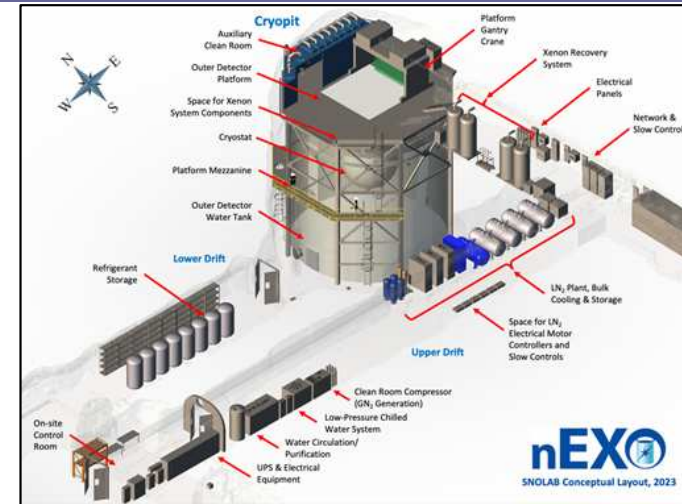 Cryopit
Auxiliary
Clean Room
Outer Detector
Platform
Space for Xenon
System Components
Cryostat
Platform Mezzanine
Outer Detector
Water Tank
Platform
Gantry
Crane
Xenon Recovery
System
Electrical
Panels
Network &
Slow Control
N
E
W
S
Lower Drift
Refrigerant
Storage
LN₂ Plant, Bulk
Cooling & Storage
Space for LN₂
Electrical Motor
Controllers and
Slow Controls
Upper Drift
Clean Room Compressor
(GN₂ Generation)
Low-Pressure Chilled
Water System
Water Circulation/
Purification
UPS & Electrical
Equipment
On-site
Control
Room
nEXO
SNOLAB Conceptual Layout, 2023